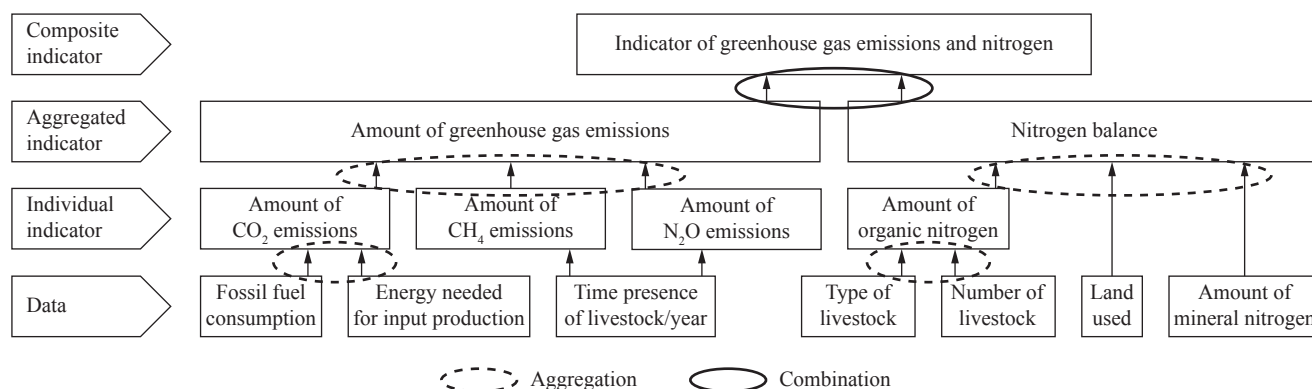 Composite
indicator
Indicator of greenhouse gas emissions and nitrogen
Aggregated
indicator
Amount of greenhouse gas emissions
Nitrogen balance
Individual
indicator
Amount of
CO₂ emissions
Amount of
CH₄ emissions
Amount of
N₂O emissions
Amount of
organic nitrogen
Data
Fossil fuel
consumption
Energy needed
for input production
Time presence
of livestock/year
Type of
livestock
Number of
livestock
Land
used
Amount of
mineral nitrogen
Aggregation
Combination